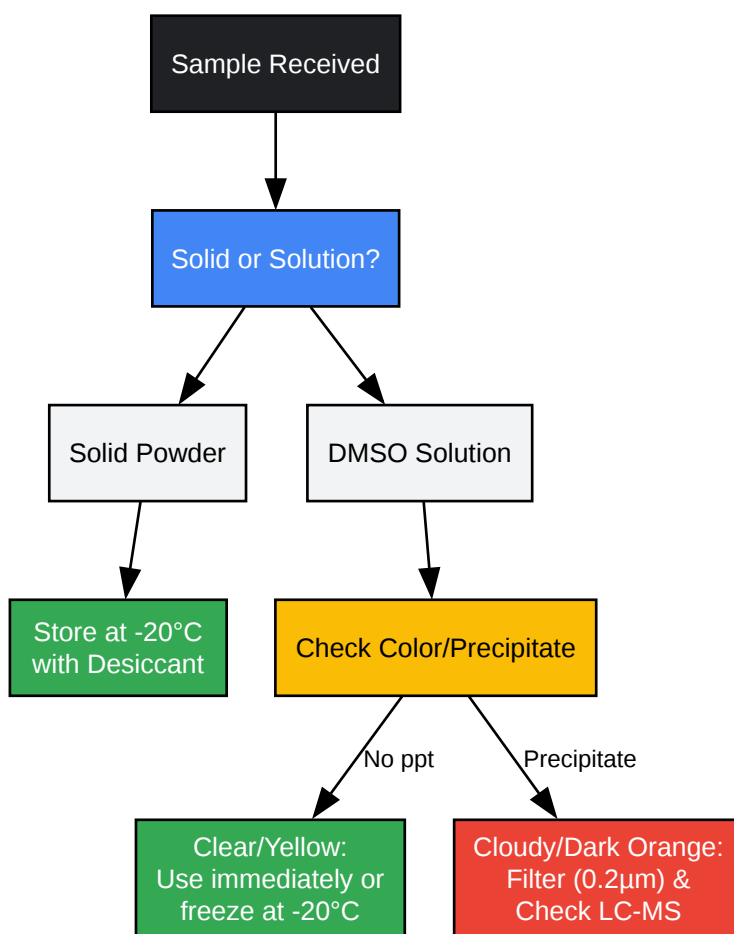 Sample Received
Solid or Solution?
Solid Powder
DMSO Solution
Store at -20°C
with Desiccant
Check Color/Precipitate
No ppt
Precipitate
Clear/Yellow:
Use immediately or
freeze at -20°C
Cloudy/Dark Orange:
Filter (0.2µm) &
Check LC-MS